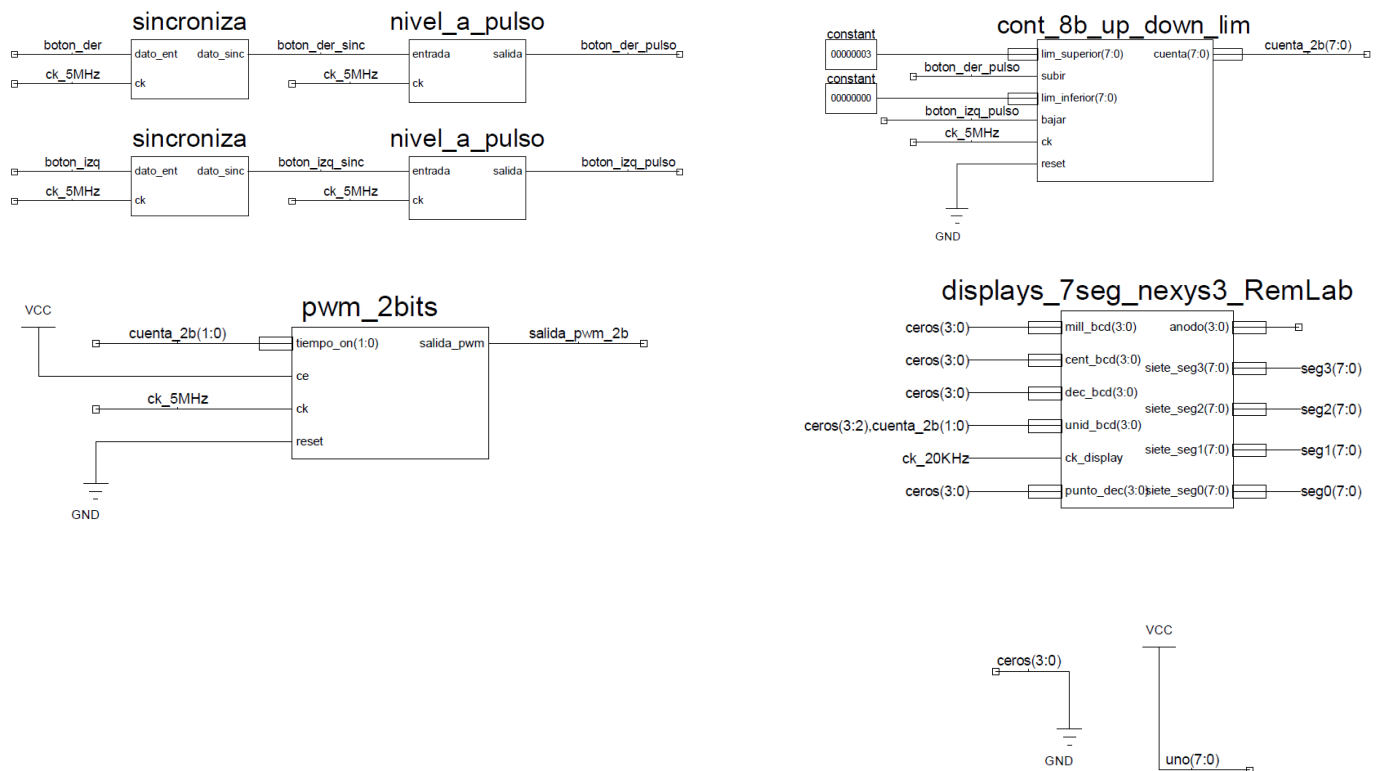 sincroniza
boton_der
dato_ent
dato_sinc
ck_5MHz
ck
boton_der_sinc
nivel_a_pulso
entrada
salida
ck_5MHz
ck
boton_der_pulso
sincroniza
boton_izq
dato_ent
dato_sinc
ck_5MHz
ck
boton_izq_sinc
nivel_a_pulso
entrada
salida
ck_5MHz
ck
boton_izq_pulso
cont_8b_up_down_lim
constant
00000003
lim_superior(7:0)
cuenta(7:0)
cuenta_2b(7:0)
boton_der_pulso
subir
constant
00000000
lim_inferior(7:0)
boton_izq_pulso
bajar
ck_5MHz
ck
reset
GND
VCC
pwm_2bits
cuenta_2b(1:0)
tiempo_on(1:0)
salida_pwm
salida_pwm_2b
ce
ck_5MHz
ck
reset
GND
displays_7seg_nexys3_RemLab
ceros(3:0)
mill_bcd(3:0)
anodo(3:0)
ceros(3:0)
cent_bcd(3:0)
siete_seg3(7:0)
seg3(7:0)
ceros(3:0)
dec_bcd(3:0)
siete_seg2(7:0)
seg2(7:0)
ceros(3:2),cuenta_2b(1:0)
unid_bcd(3:0)
siete_seg1(7:0)
seg1(7:0)
ck_20KHz
ck_display
ceros(3:0)
punto_dec(3:0)
siete_seg0(7:0)
seg0(7:0)
ceros(3:0)
GND
VCC
uno(7:0)